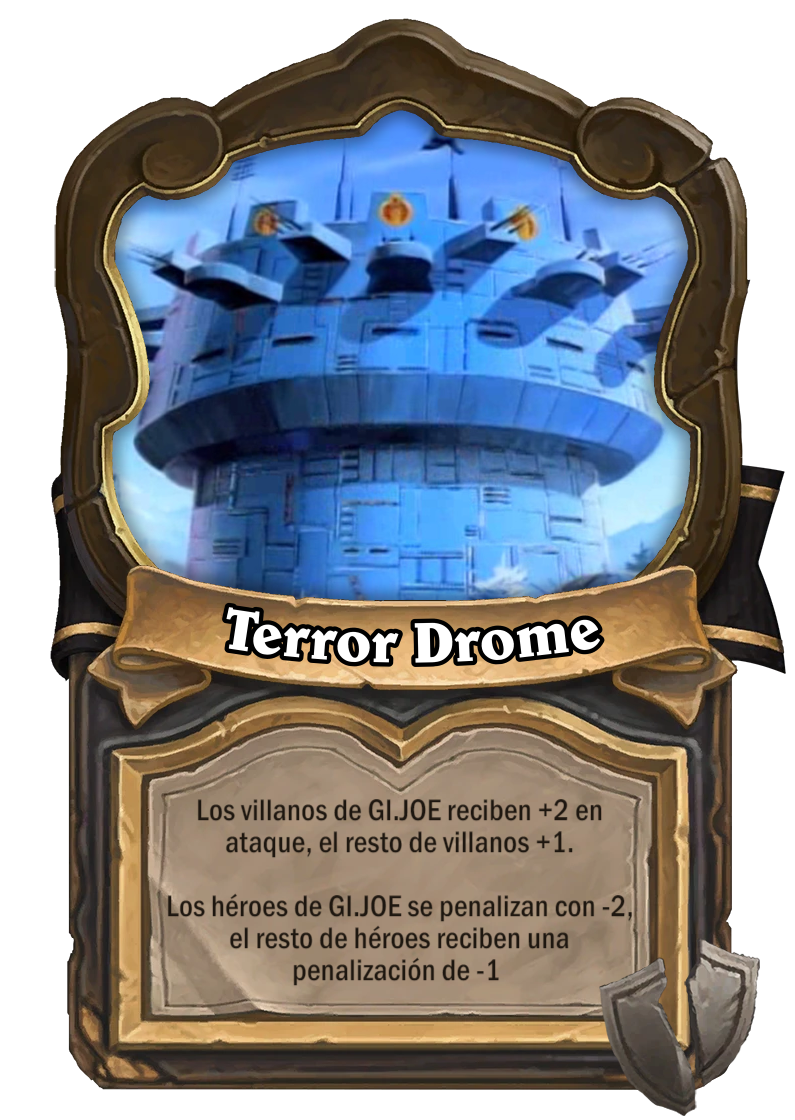 Terror Drome
Los villanos de GI.JOE reciben +2 en
ataque, el resto de villanos +1.
Los héroes de GI.JOE se penalizan con -2,
el resto de héroes reciben una
penalización de -1